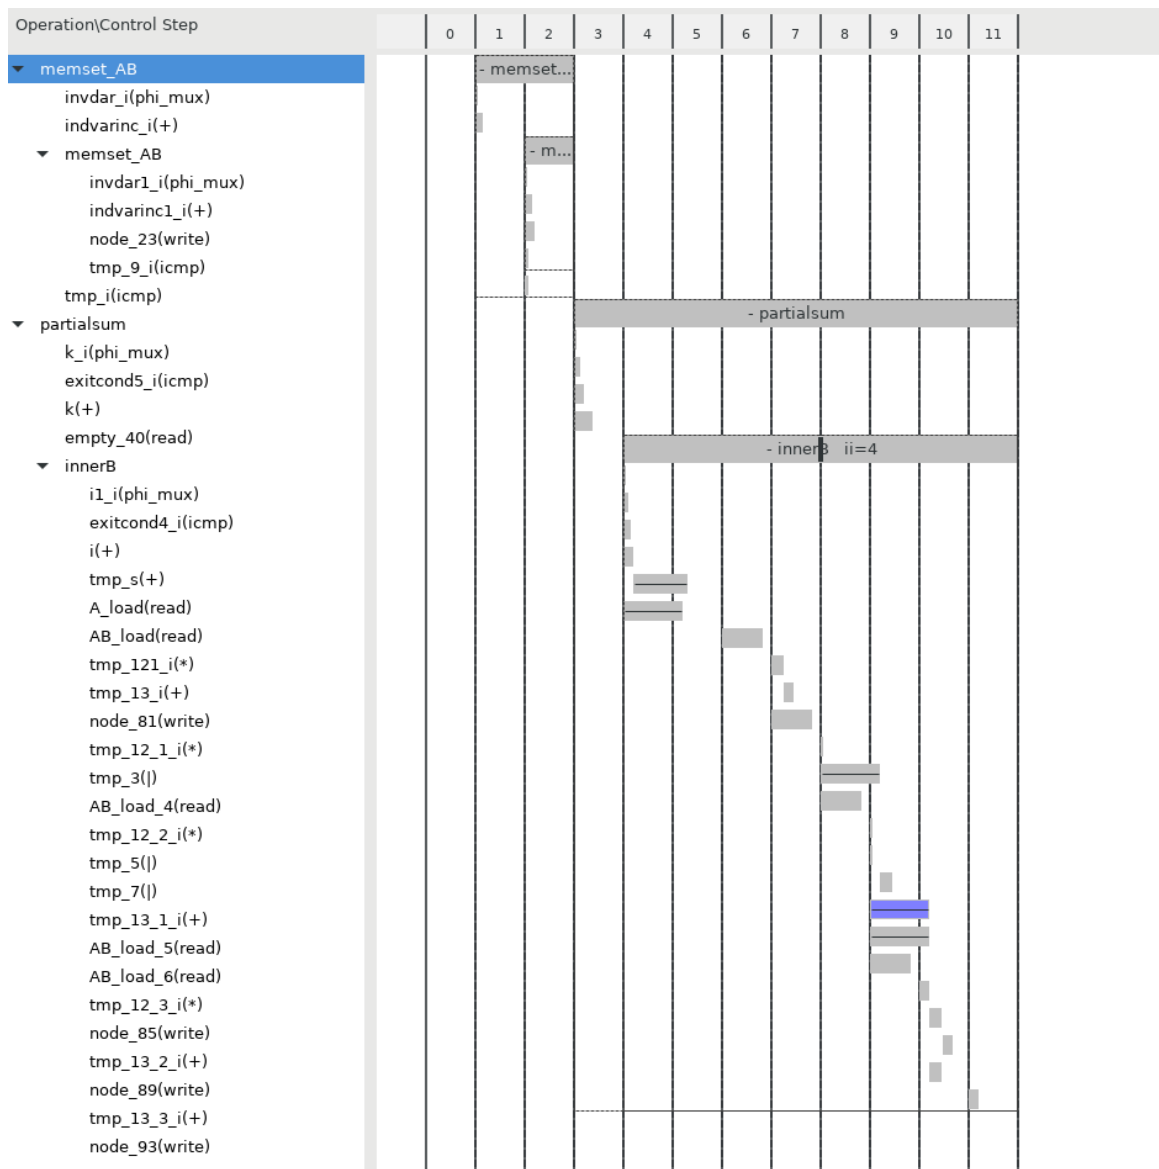 Operation\Control Step
0 1 2 3 4 5 6 7 8 9 10 11
memset_AB
- memset...
invdar_i(phi_mux)
indvarinc_i(+)
memset_AB
- m...
invdar1_i(phi_mux)
indvarinc1_i(+)
node_23(write)
tmp_9_i(icmp)
tmp_i(icmp)
partialsum
- partialsum
k_i(phi_mux)
exitcond5_i(icmp)
k(+)
empty_40(read)
innerB
- innerB ii=4
i1_i(phi_mux)
exitcond4_i(icmp)
i(+)
tmp_s(+)
A_load(read)
AB_load(read)
tmp_121_i(*)
tmp_13_i(+)
node_81(write)
tmp_12_1_i(*)
tmp_3(|)
AB_load_4(read)
tmp_12_2_i(*)
tmp_5(|)
tmp_7(|)
tmp_13_1_i(+)
AB_load_5(read)
AB_load_6(read)
tmp_12_3_i(*)
node_85(write)
tmp_13_2_i(+)
node_89(write)
tmp_13_3_i(+)
node_93(write)